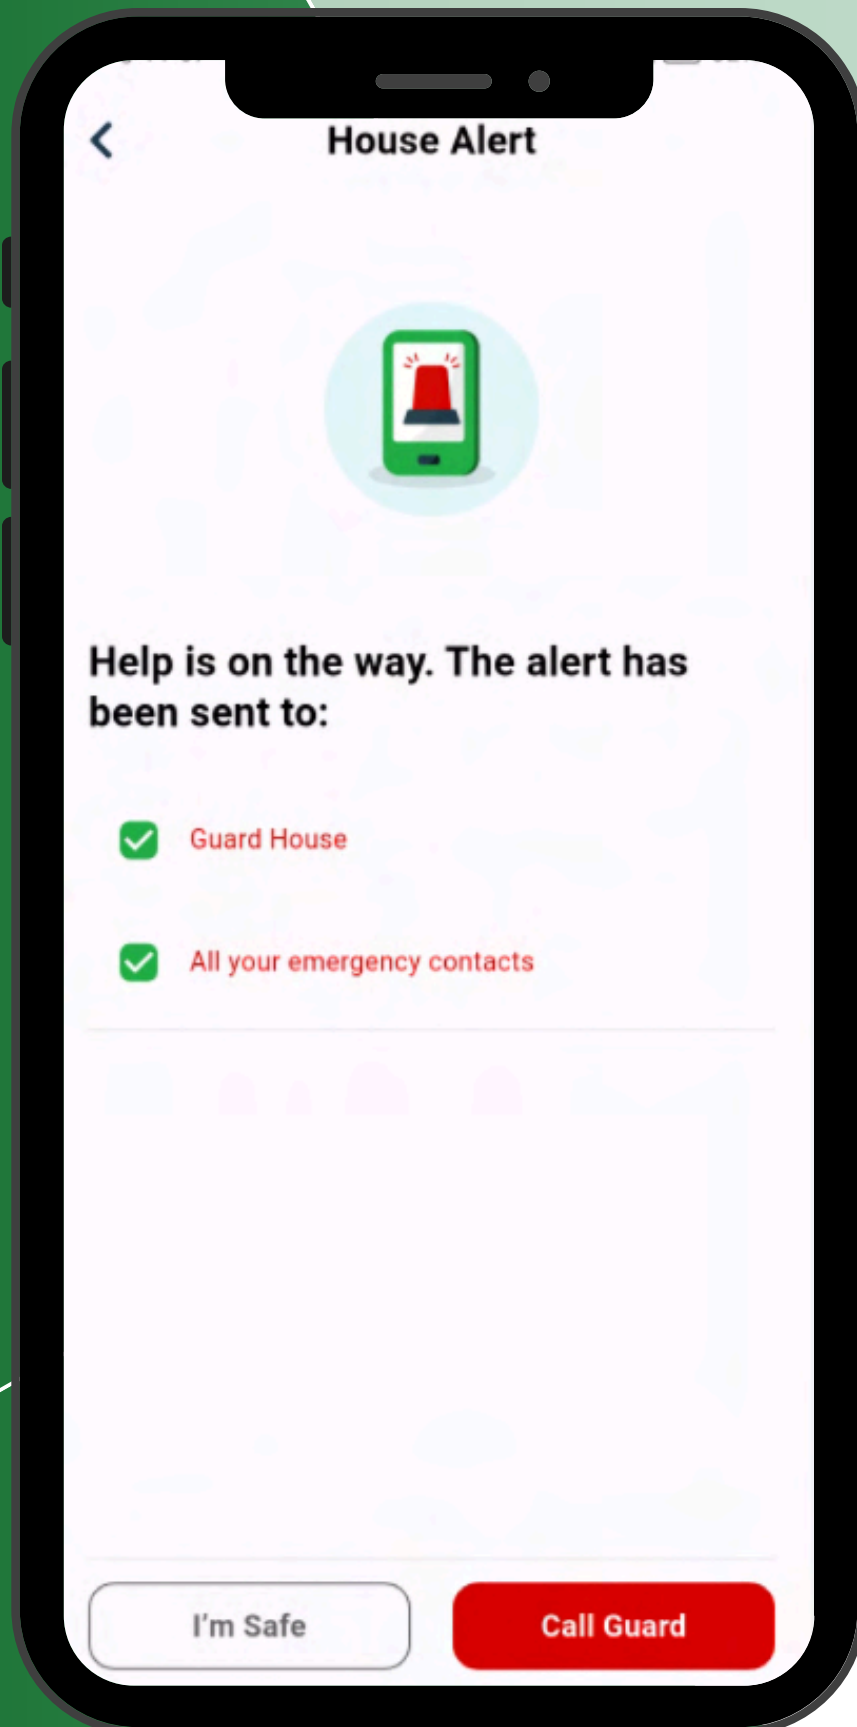 House Alert
Help is on the way. The alert has
been sent to:
Guard House
All your emergency contacts
I'm Safe
Call Guard